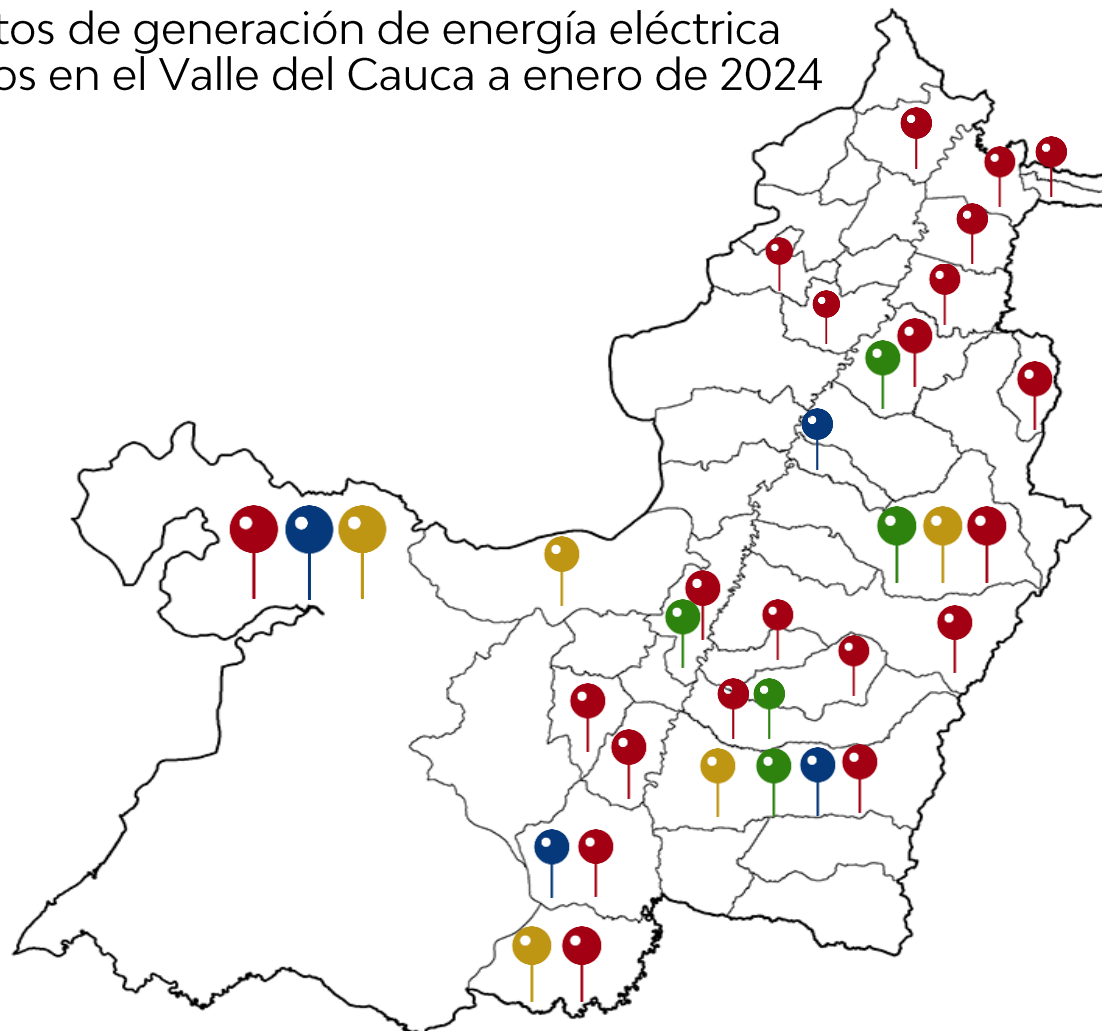 tos de generación de energía eléctrica
os en el Valle del Cauca a enero de 2024